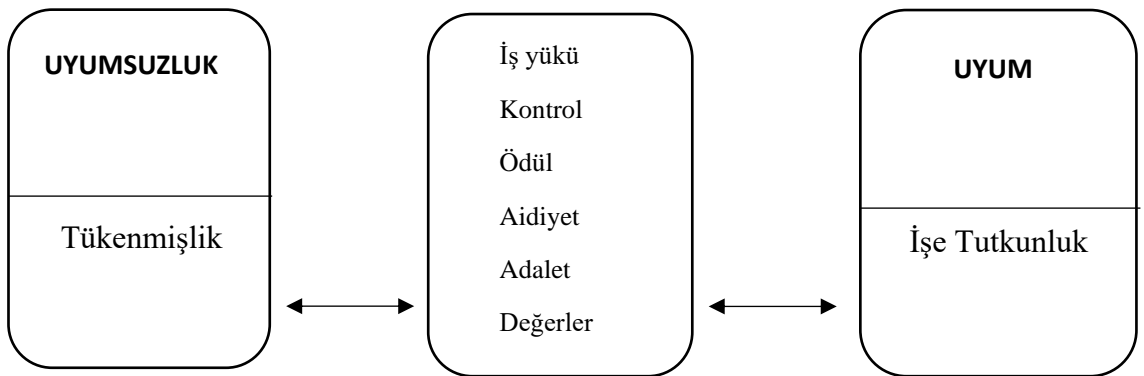 UYUMSUZLUK
Tükenmişlik
İş yükü
Kontrol
Ödül
Aidiyet
Adalet
Değerler
UYUM
İşe Tutkunluk